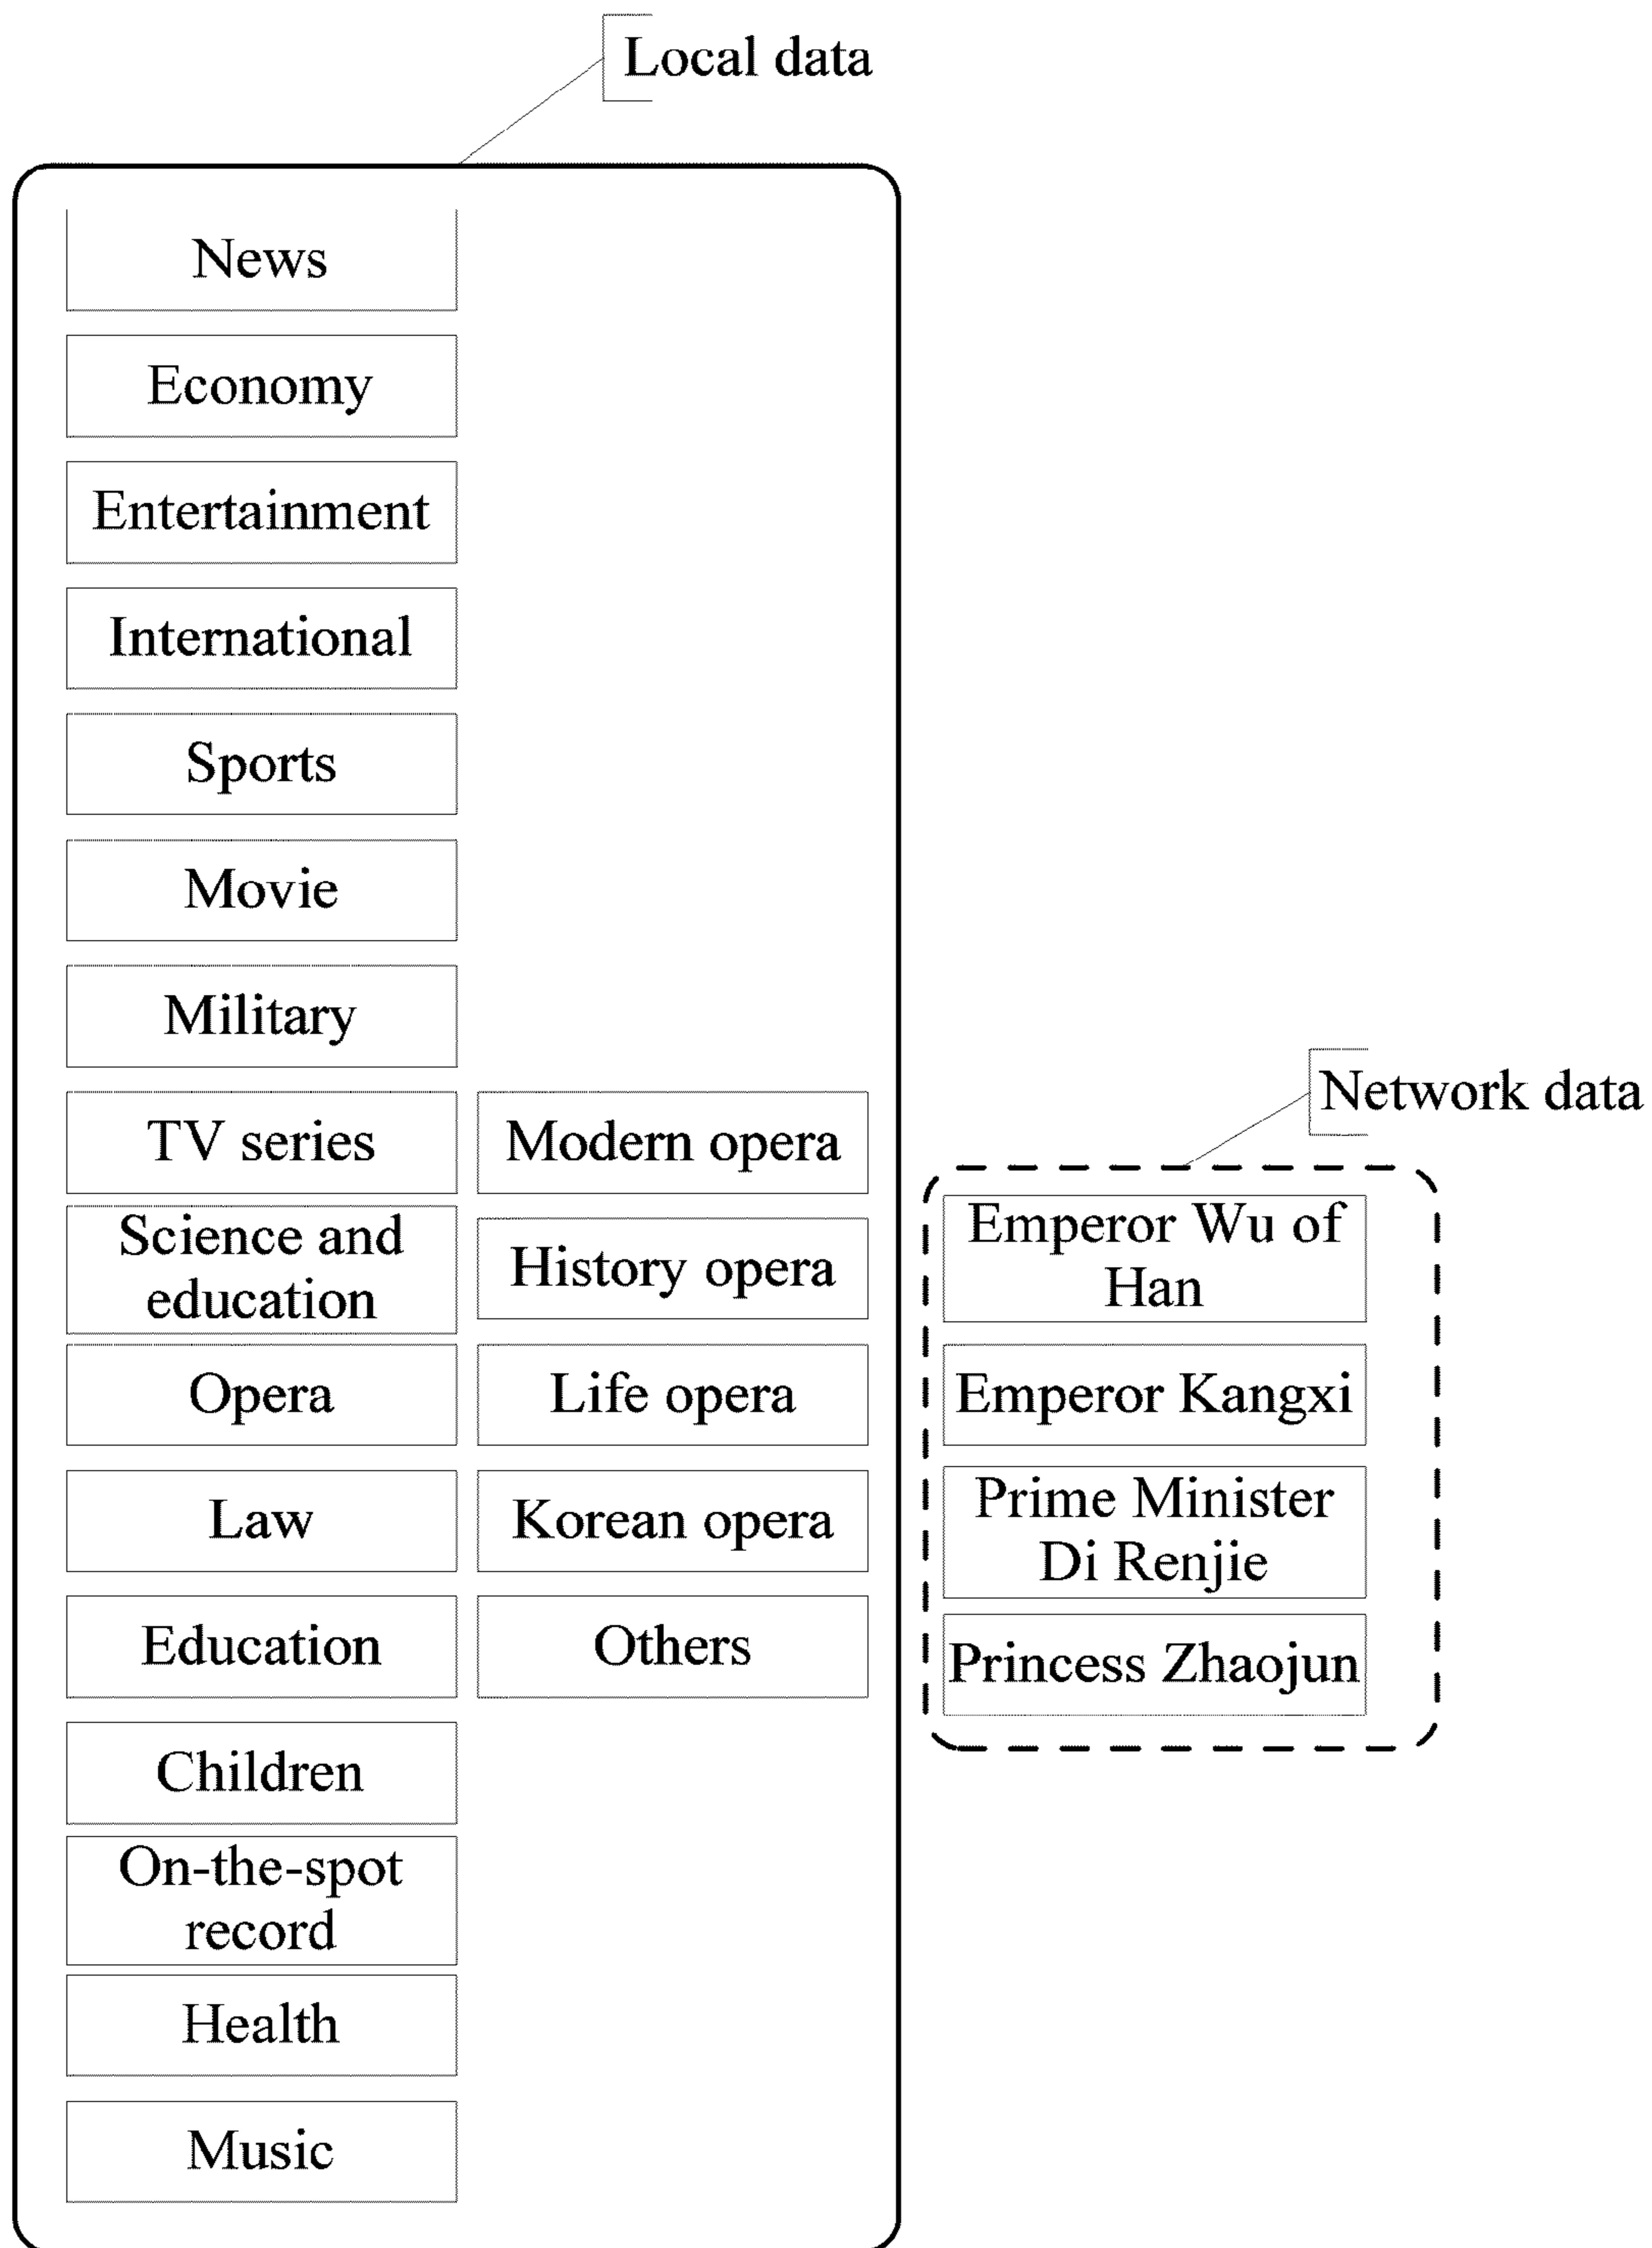 Local data
News
Economy
Entertainment
International
Sports
Movie
Military
TV series
Science and
education
Opera
Law
Education
Children
On-the-spot
record
Health
Music
Modern opera
History opera
Life opera
Korean opera
Others
Network data
Emperor Wu of
Han
Emperor Kangxi
Prime Minister
Di Renjie
Princess Zhaojun